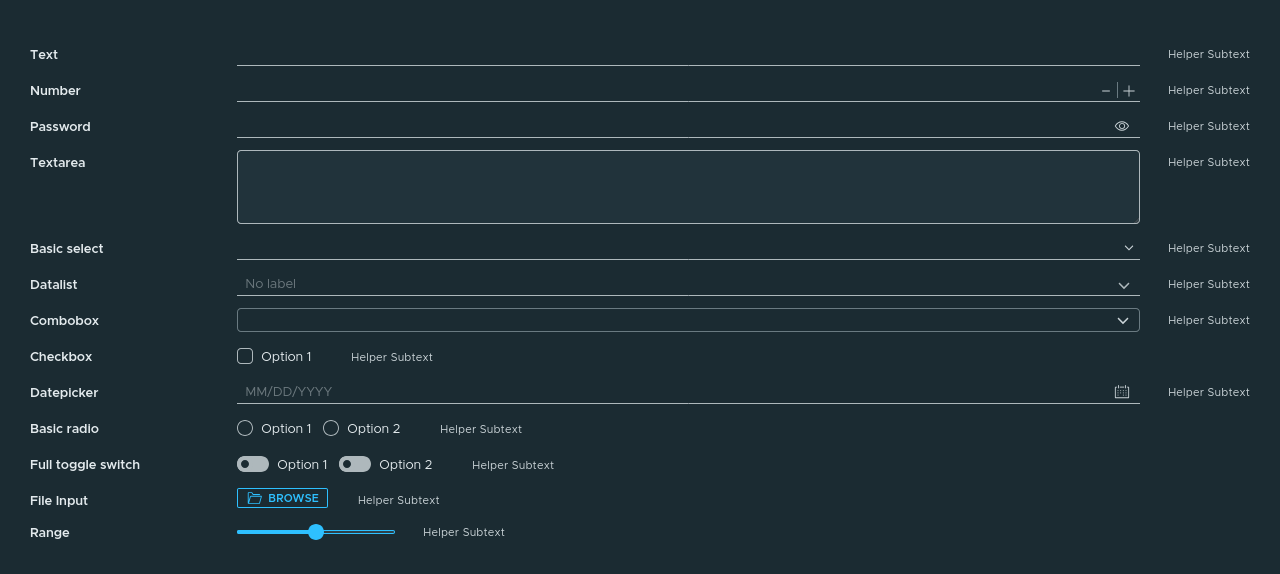 Text Helper Subtext
Number Helper Subtext
Password Helper Subtext
Textarea Helper Subtext
Basic select Helper Subtext
Datalist No label Helper Subtext
Combobox Helper Subtext
Checkbox Option 1 Helper Subtext
Datepicker MM/DD/YYYY Helper Subtext
Basic radio Option 1 Option 2 Helper Subtext
Full toggle switch Option 1 Option 2 Helper Subtext
File Input BROWSE Helper Subtext
Range Helper Subtext